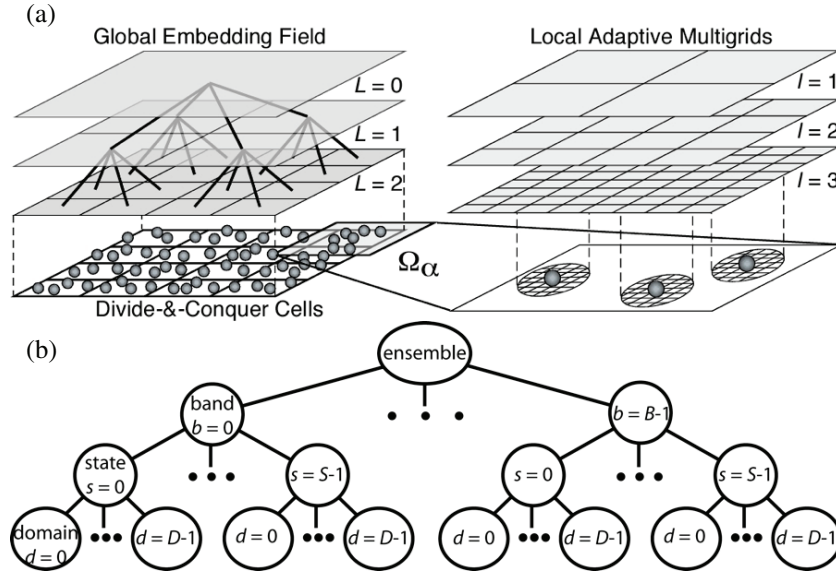 (a)
Global Embedding Field
Local Adaptive Multigrids
L = 0
L = 1
L = 2
l = 1
l = 2
l = 3
Ωα
Divide-&-Conquer Cells
(b)
ensemble
band
b = 0
b = B-1
state
s = 0
s = S-1
s = 0
s = S-1
domain
d = 0
d = D-1
d = 0
d = D-1
d = 0
d = D-1
d = 0
d = D-1